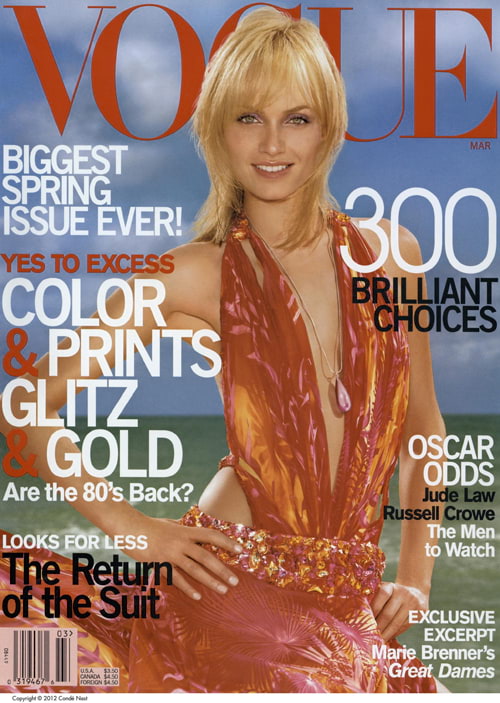 VOGUE
MAR
BIGGEST
SPRING
ISSUE EVER!
YES TO EXCESS
COLOR
& PRINTS
GLITZ
& GOLD
Are the 80's Back?
LOOKS FOR LESS
The Return
of the Suit
300
BRILLIANT
CHOICES
OSCAR
ODDS
Jude Law
Russell Crowe
The Men
to Watch
EXCLUSIVE
EXCERPT
Marie Brenner's
Great Dames
03>
0 319467 6
U.S.A. $3.50
CANADA $4.50
FOREIGN $4.50
Copyright © 2012 Condé Nast